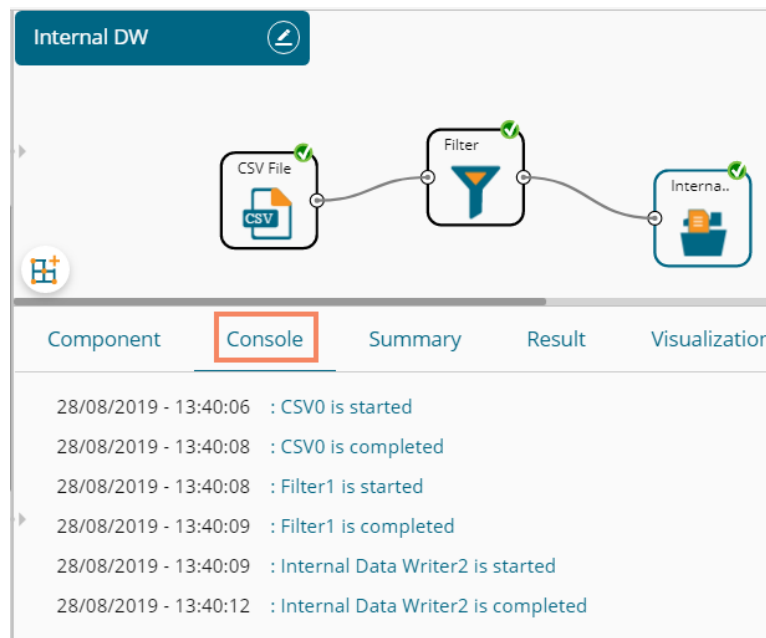 Internal DW
Filter
CSV File
Interna..
CSV
Component Console Summary Result Visualization
28/08/2019 - 13:40:06 : CSV0 is started
28/08/2019 - 13:40:08 : CSV0 is completed
28/08/2019 - 13:40:08 : Filter1 is started
28/08/2019 - 13:40:09 : Filter1 is completed
28/08/2019 - 13:40:09 : Internal Data Writer2 is started
28/08/2019 - 13:40:12 : Internal Data Writer2 is completed